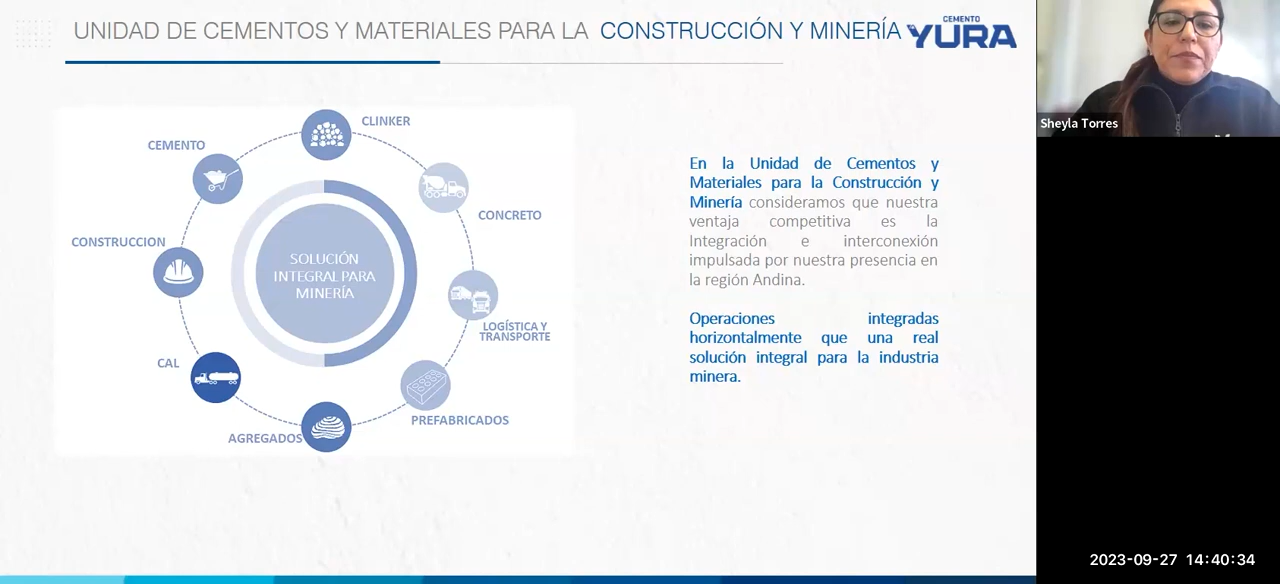 UNIDAD DE CEMENTOS Y MATERIALES PARA LA CONSTRUCCIÓN Y MINERÍA
CEMENTO
YURA
CLINKER
CEMENTO
CONCRETO
CONSTRUCCION
SOLUCIÓN
INTEGRAL PARA
MINERÍA
LOGÍSTICA Y
TRANSPORTE
CAL
PREFABRICADOS
AGREGADOS
En la Unidad de Cementos y
Materiales para la Construcción y
Minería consideramos que nuestra
ventaja competitiva es la
Integración e interconexión
impulsada por nuestra presencia en
la región Andina.
Operaciones integradas
horizontalmente que una real
solución integral para la industria
minera.
Sheyla Torres
2023-09-27 14:40:34